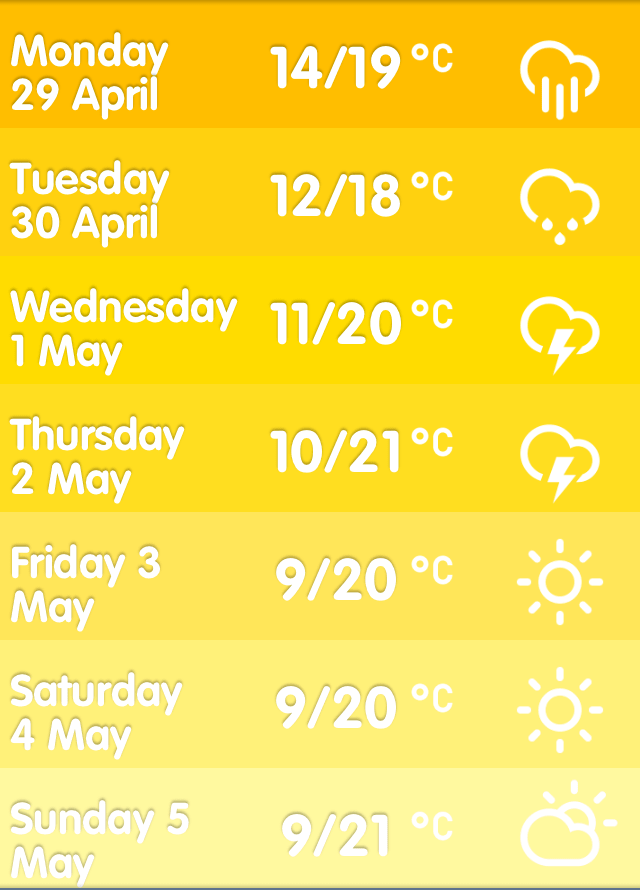 Monday
29 April
14/19 °C
Tuesday
30 April
12/18 °C
Wednesday
1 May
11/20 °C
Thursday
2 May
10/21 °C
Friday 3
May
9/20 °C
Saturday
4 May
9/20 °C
Sunday 5
May
9/21 °C